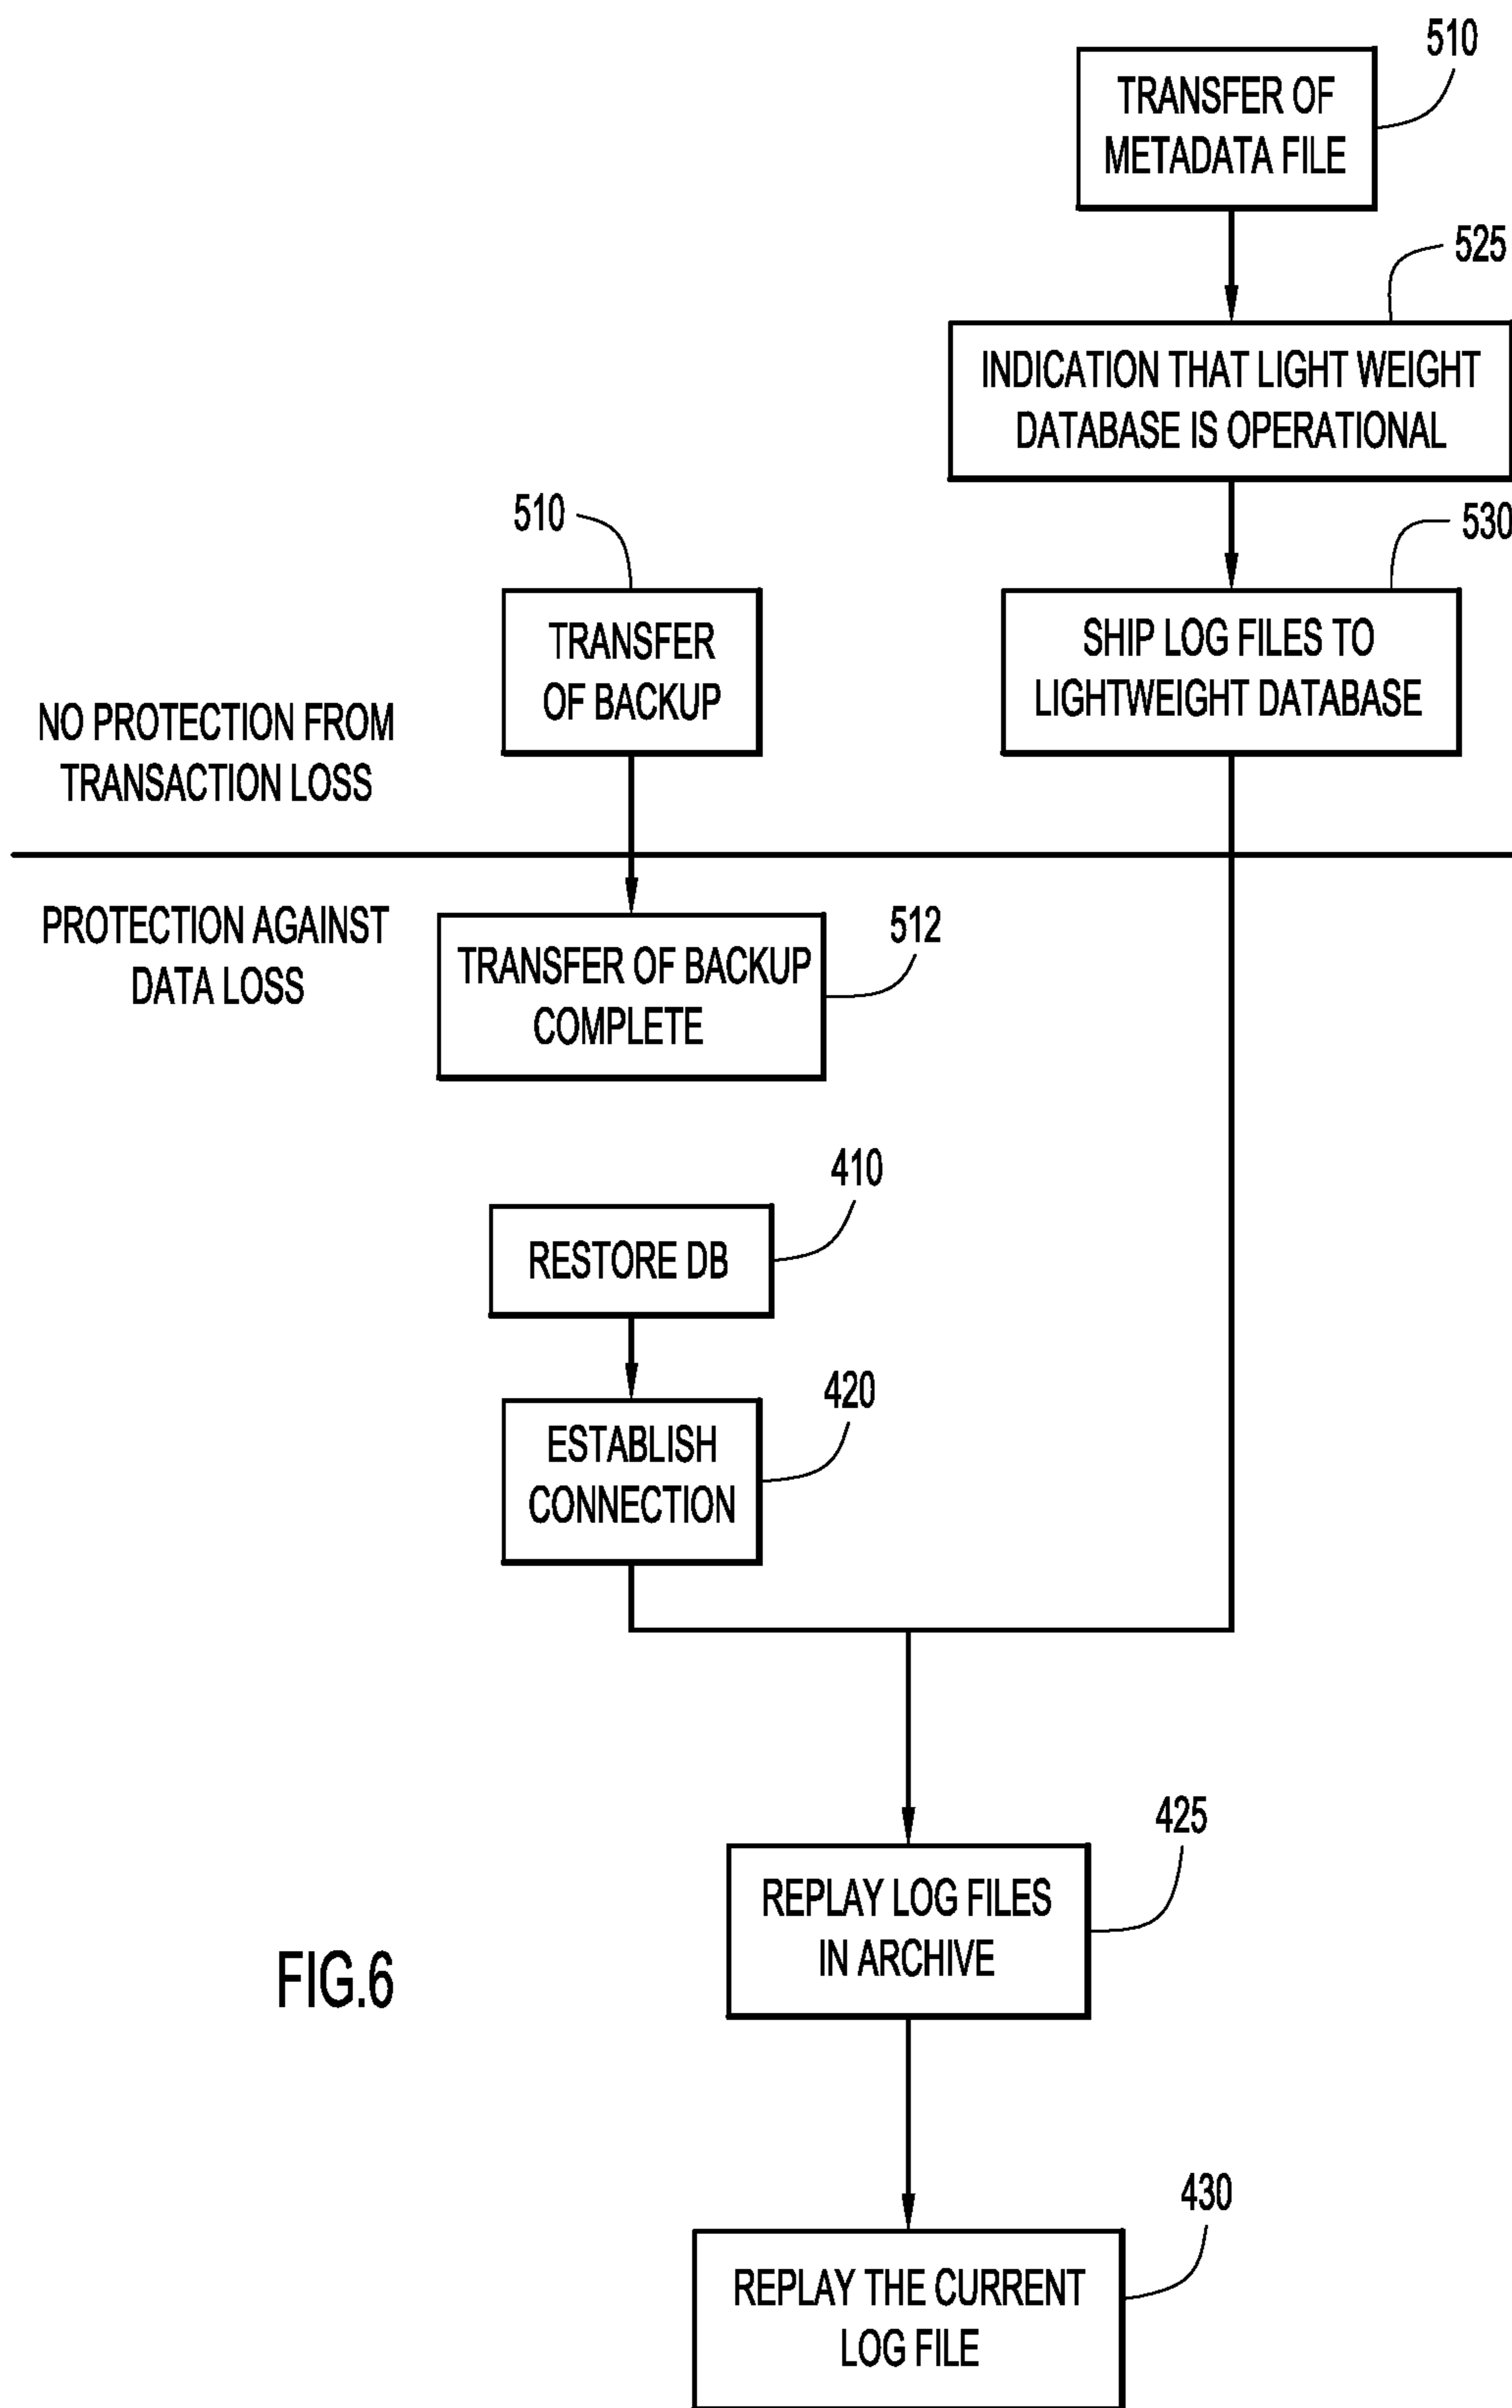 510
TRANSFER OF
METADATA FILE
525
INDICATION THAT LIGHT WEIGHT
DATABASE IS OPERATIONAL
510
530
TRANSFER
OF BACKUP
SHIP LOG FILES TO
LIGHTWEIGHT DATABASE
NO PROTECTION FROM
TRANSACTION LOSS
PROTECTION AGAINST
DATA LOSS
512
TRANSFER OF BACKUP
COMPLETE
410
RESTORE DB
420
ESTABLISH
CONNECTION
425
REPLAY LOG FILES
IN ARCHIVE
FIG.6
430
REPLAY THE CURRENT
LOG FILE